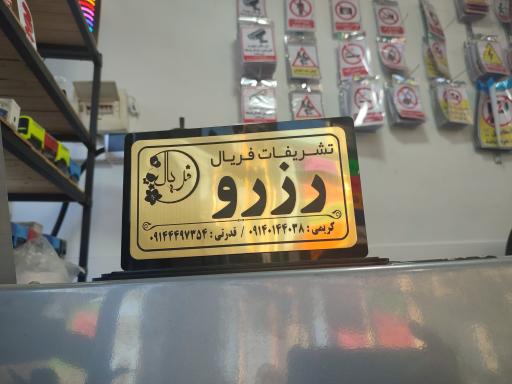 تشریفات فریال
فریال
رزرو
کریمی : ۰۹۱۴۰۱۴۴۰۳۸ / قدرتی : ۰۹۱۴۴۴۹۷۳۵۴